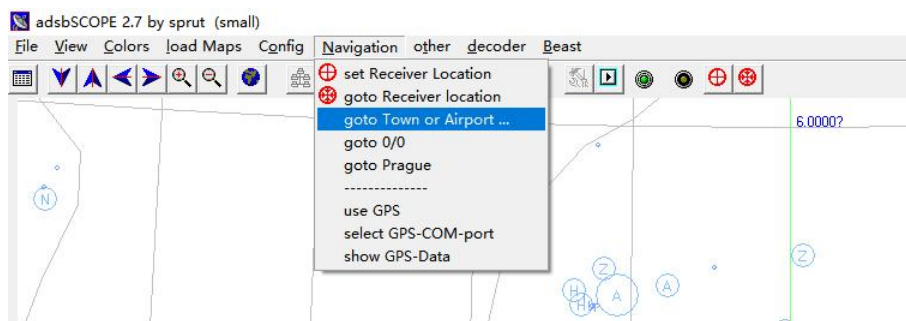 adsbSCOPE 2.7 by sprut (small)
File View Colors load Maps Config Navigation other decoder Beast
set Receiver Location
goto Receiver location
goto Town or Airport ...
goto 0/0
goto Prague
--------------
use GPS
select GPS-COM-port
show GPS-Data
6.0000?
N
Z
Z
H
A
A
H